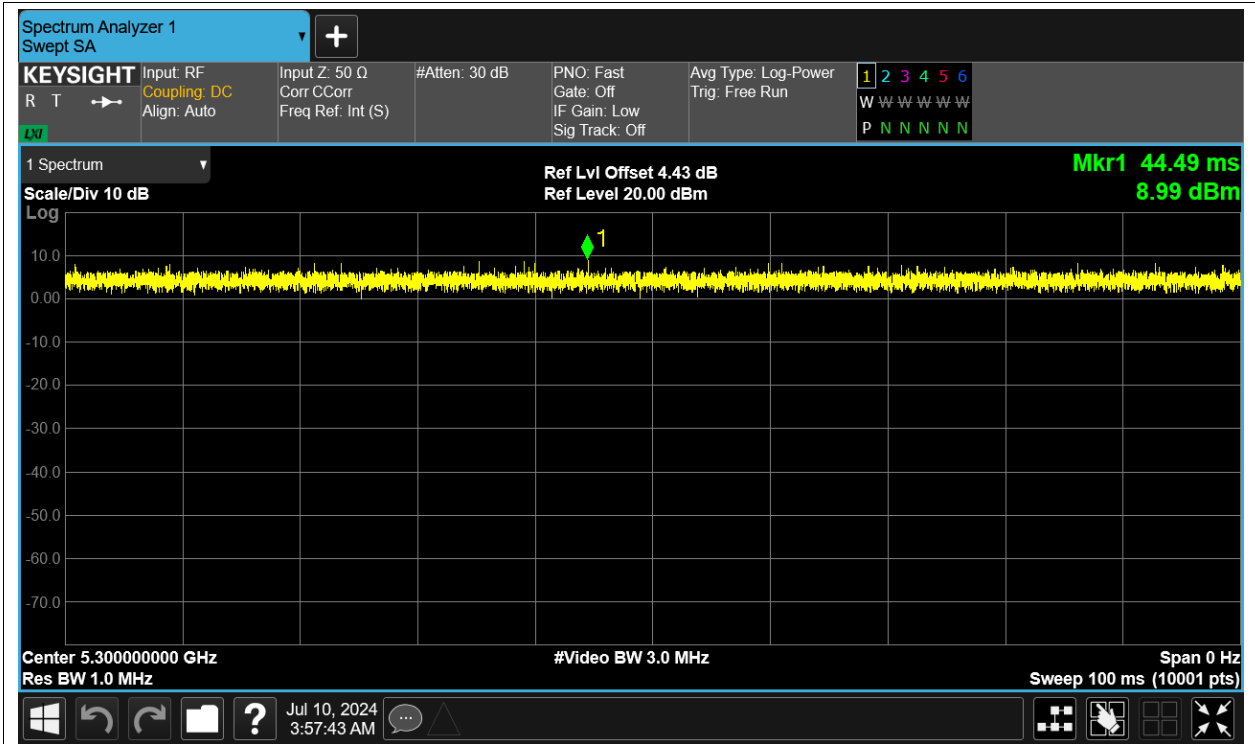 Spectrum Analyzer 1
Swept SA
KEYSIGHT
R T
LXI
Input: RF
Coupling: DC
Align: Auto
Input Z: 50 Ω
Corr CCorr
Freq Ref: Int (S)
#Atten: 30 dB
PNO: Fast
Gate: Off
IF Gain: Low
Sig Track: Off
Avg Type: Log-Power
Trig: Free Run
1 2 3 4 5 6
W W W W W W
P N N N N N
1 Spectrum
Scale/Div 10 dB
Log
Ref Lvl Offset 4.43 dB
Ref Level 20.00 dBm
Mkr1 44.49 ms
8.99 dBm
1
10.0
0.00
-10.0
-20.0
-30.0
-40.0
-50.0
-60.0
-70.0
Center 5.300000000 GHz
Res BW 1.0 MHz
#Video BW 3.0 MHz
Span 0 Hz
Sweep 100 ms (10001 pts)
?
Jul 10, 2024
3:57:43 AM